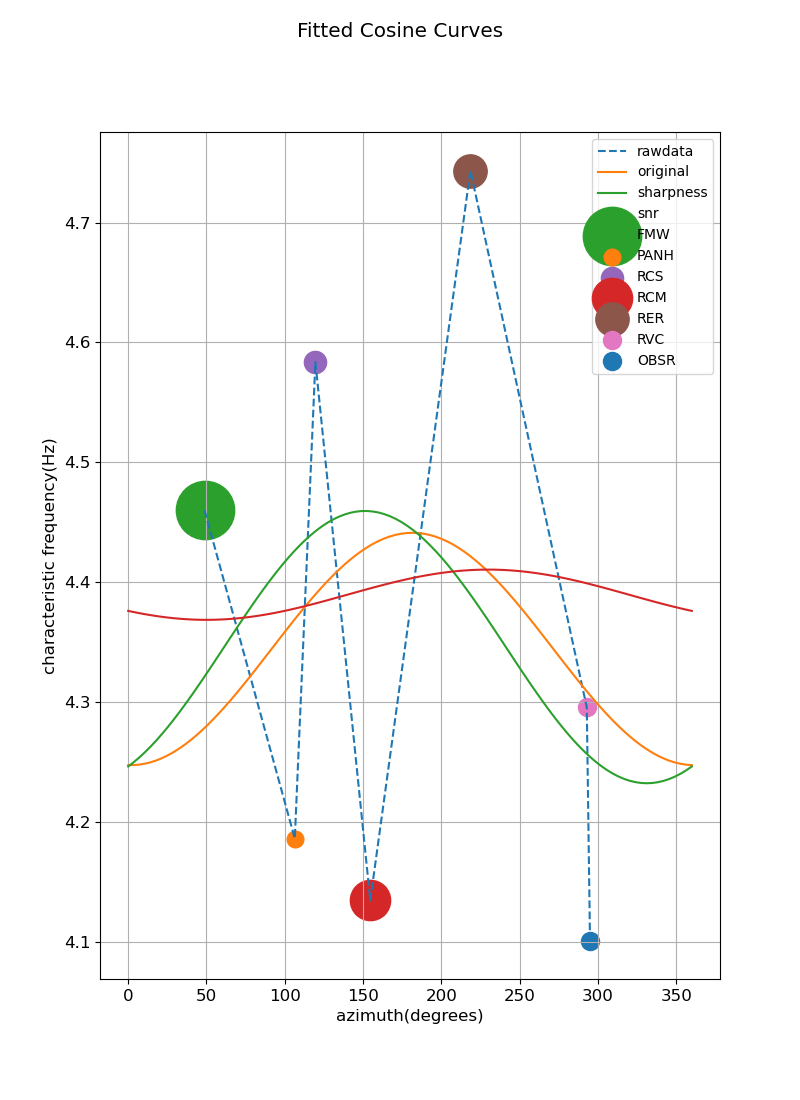 Fitted Cosine Curves
rawdata
original
sharpness
snr
FMW
PANH
RCS
RCM
RER
RVC
OBSR
characteristic frequency(Hz)
4.7
4.6
4.5
4.4
4.3
4.2
4.1
0 50 100 150 200 250 300 350
azimuth(degrees)